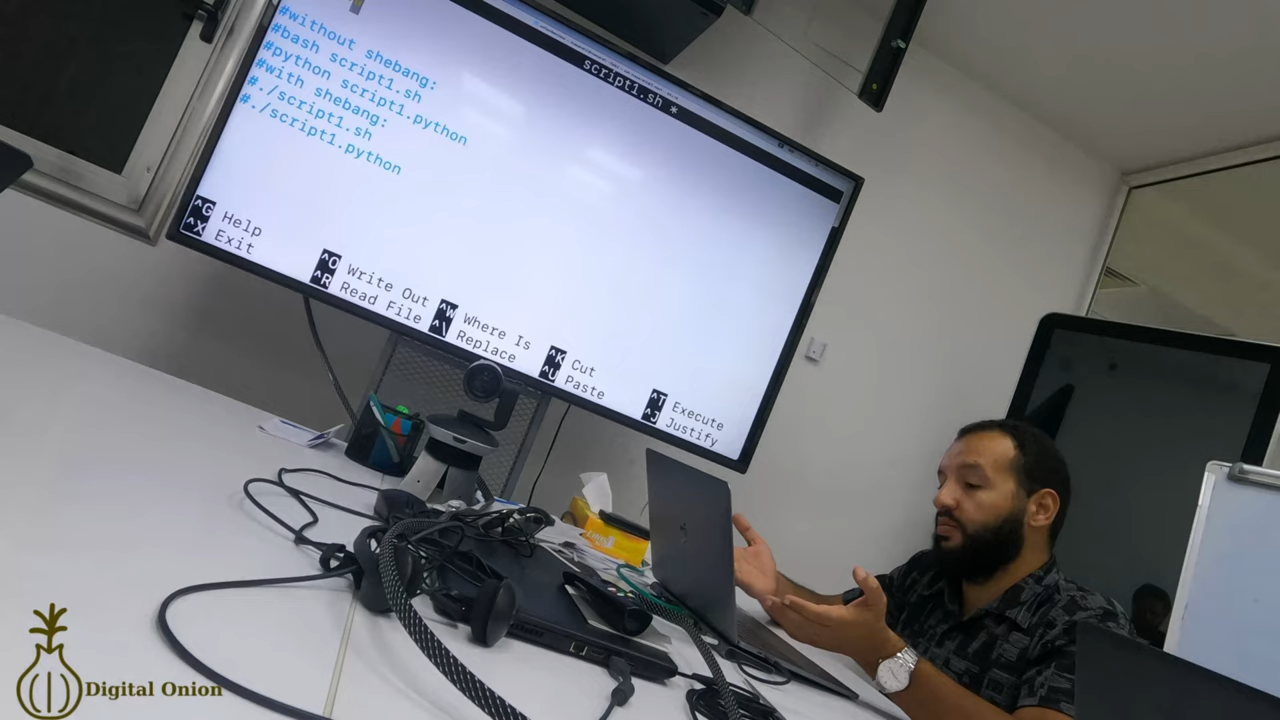 script1.sh *
#without shebang:
#bash script1.sh
#python script1.python
#with shebang:
#./script1.sh
#./script1.python
^G Help
^X Exit
^O Write Out
^R Read File
^W Where Is
^\ Replace
^K Cut
^U Paste
^T Execute
^J Justify
Digital Onion